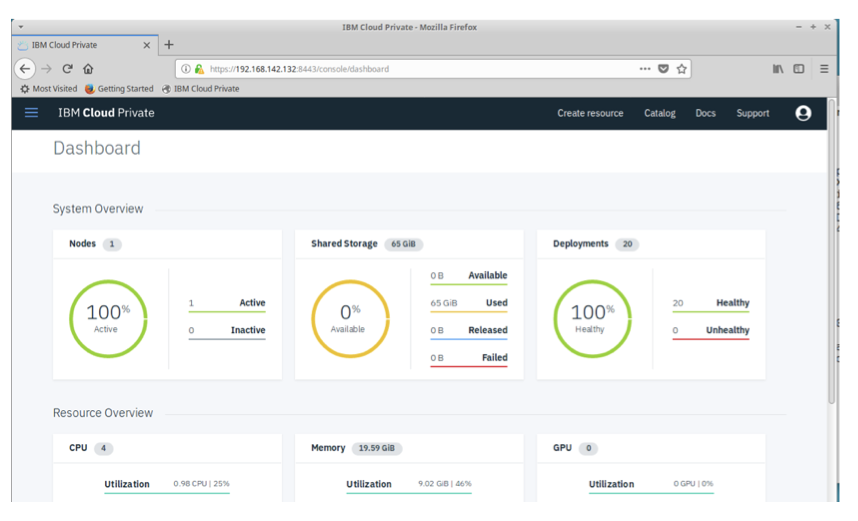 IBM Cloud Private - Mozilla Firefox
IBM Cloud Private
https://192.168.142.132:8443/console/dashboard
Most Visited Getting Started IBM Cloud Private
IBM Cloud Private Create resource Catalog Docs Support
Dashboard
System Overview
Nodes 1
100% Active
1 Active
0 Inactive
Shared Storage 65 GiB
0% Available
0 B Available
65 GiB Used
0 B Released
0 B Failed
Deployments 20
100% Healthy
20 Healthy
0 Unhealthy
Resource Overview
CPU 4
Utilization 0.98 CPU | 25%
Memory 19.59 GiB
Utilization 9.02 GiB | 46%
GPU 0
Utilization 0 GPU | 0%